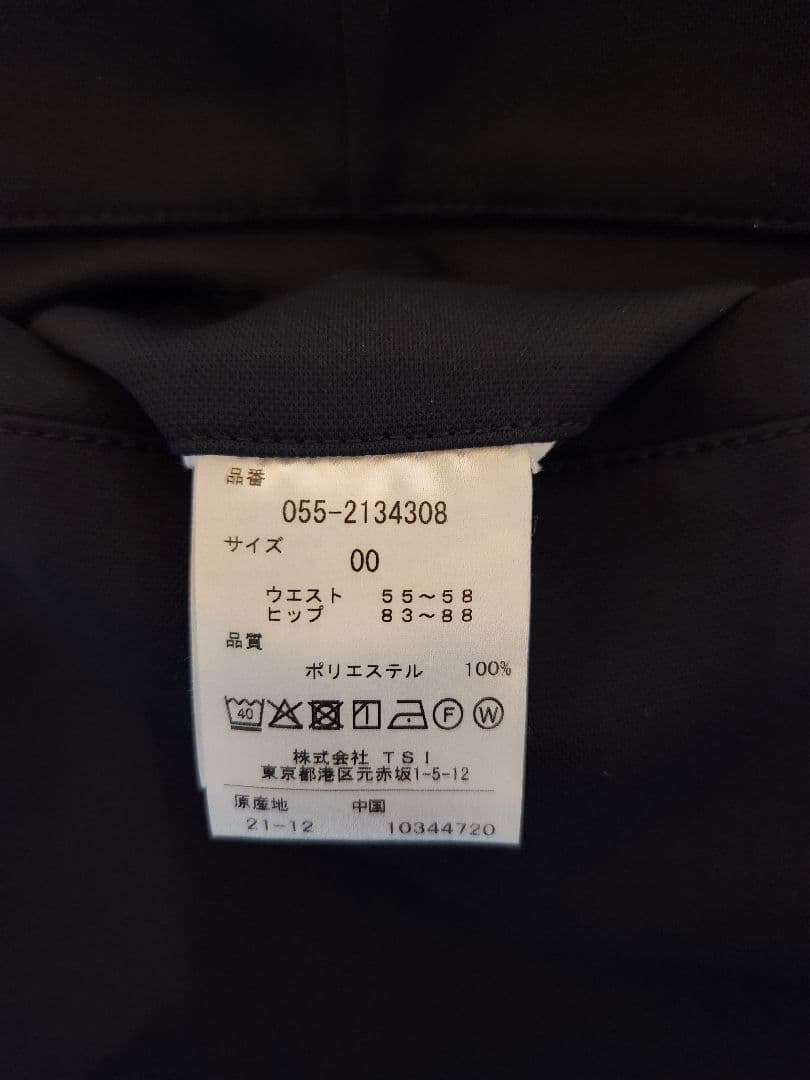 品番
055-2134308
サイズ
00
ウエスト 55～58
ヒップ 83～88
品質
ポリエステル 100%
40 F W
株式会社 TSI
東京都港区元赤坂1-5-12
原産地 中国
21-12 10344720